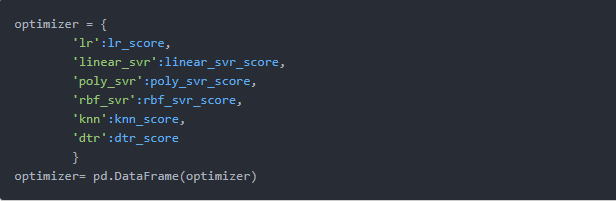 optimizer = {
        'lr':lr_score,
        'linear_svr':linear_svr_score,
        'poly_svr':poly_svr_score,
        'rbf_svr':rbf_svr_score,
        'knn':knn_score,
        'dtr':dtr_score
        }
optimizer= pd.DataFrame(optimizer)